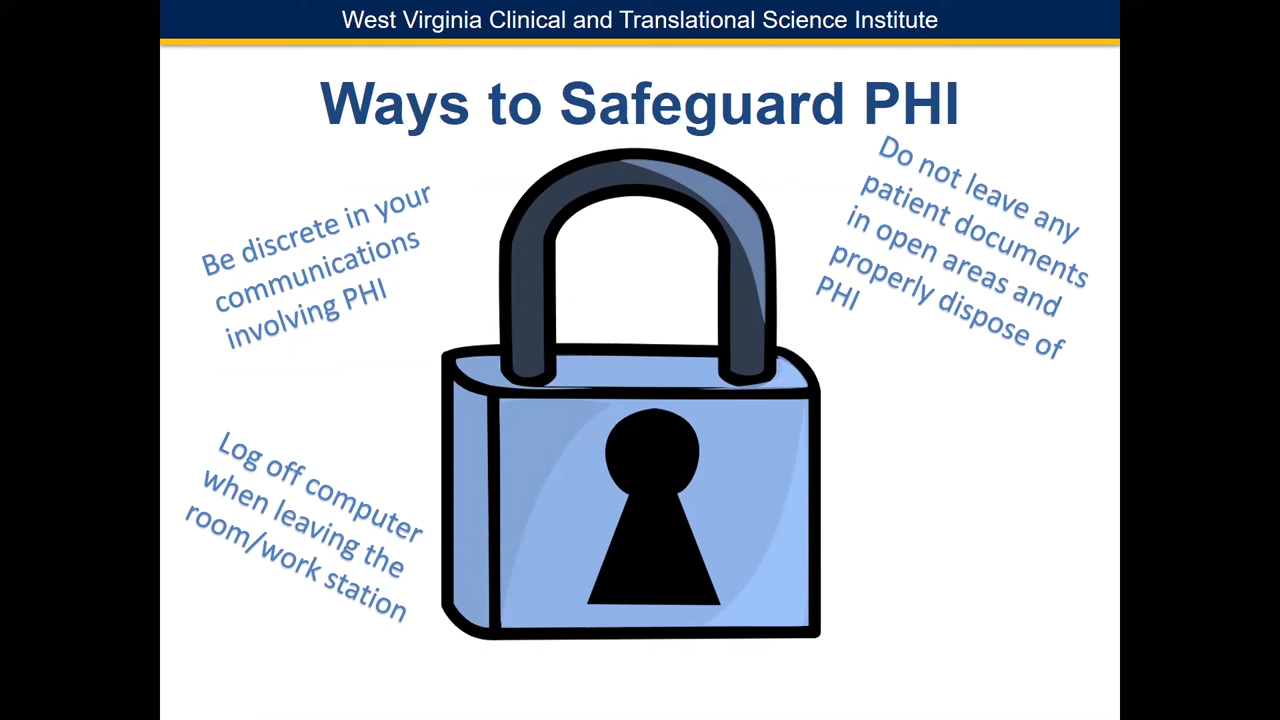 West Virginia Clinical and Translational Science Institute
Ways to Safeguard PHI
Be discrete in your
communications
involving PHI
Do not leave any
patient documents
in open areas and
properly dispose of
PHI
Log off computer
when leaving the
room/work station